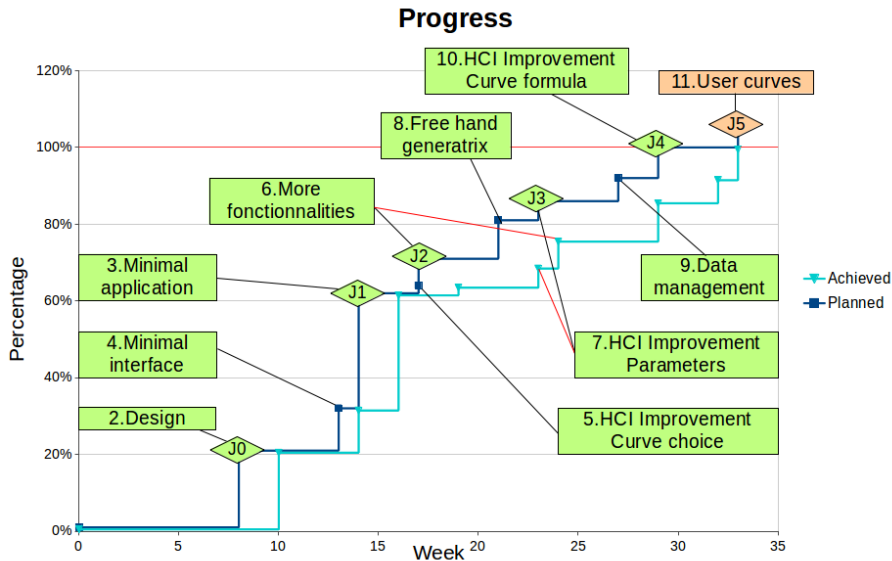 Progress
10.HCI Improvement
Curve formula
11.User curves
120%
8.Free hand
generatrix
J5
100%
J4
6.More
fonctionnalities
J3
80%
3.Minimal
application
J2
9.Data
management
Achieved
Planned
60%
J1
4.Minimal
interface
7.HCI Improvement
Parameters
40%
2.Design
5.HCI Improvement
Curve choice
J0
20%
0%
Percentage
0
5
10
15
20
25
30
35
Week